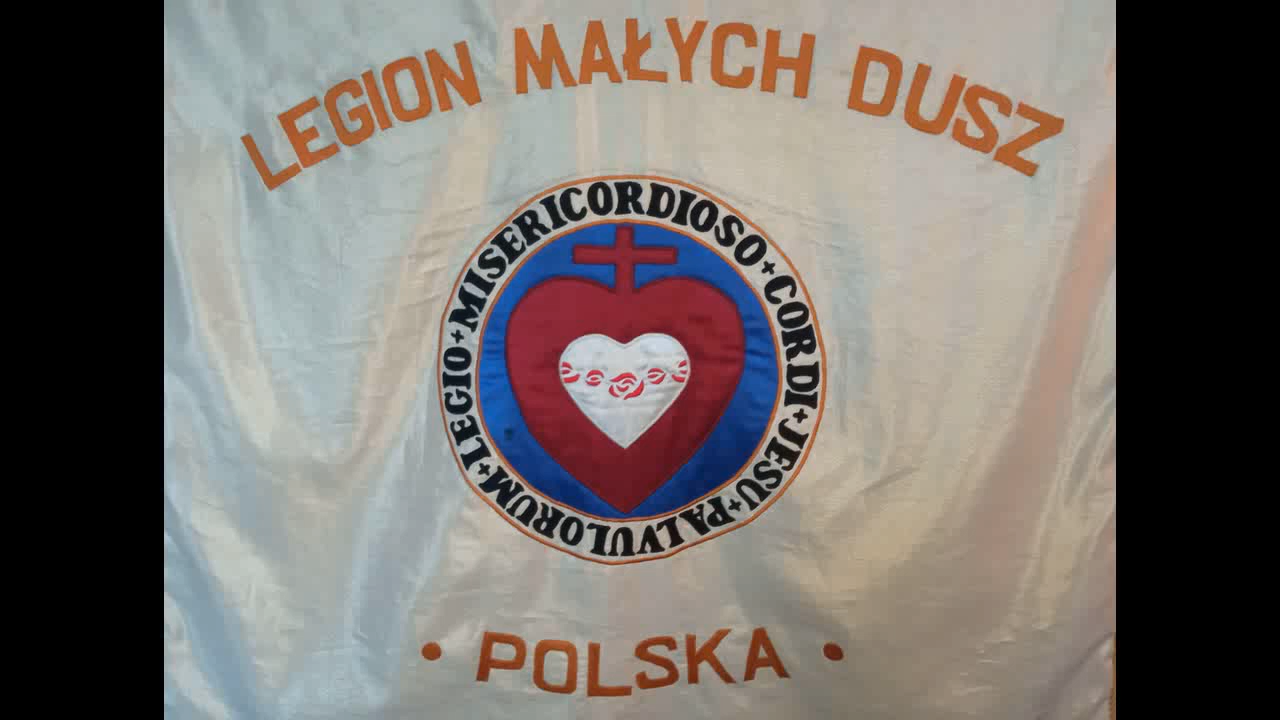 LEGION MAŁYCH DUSZ
LEGIO + MISERICORDIOSO + CORDI + JESU + PALVULORUM +
• POLSKA •